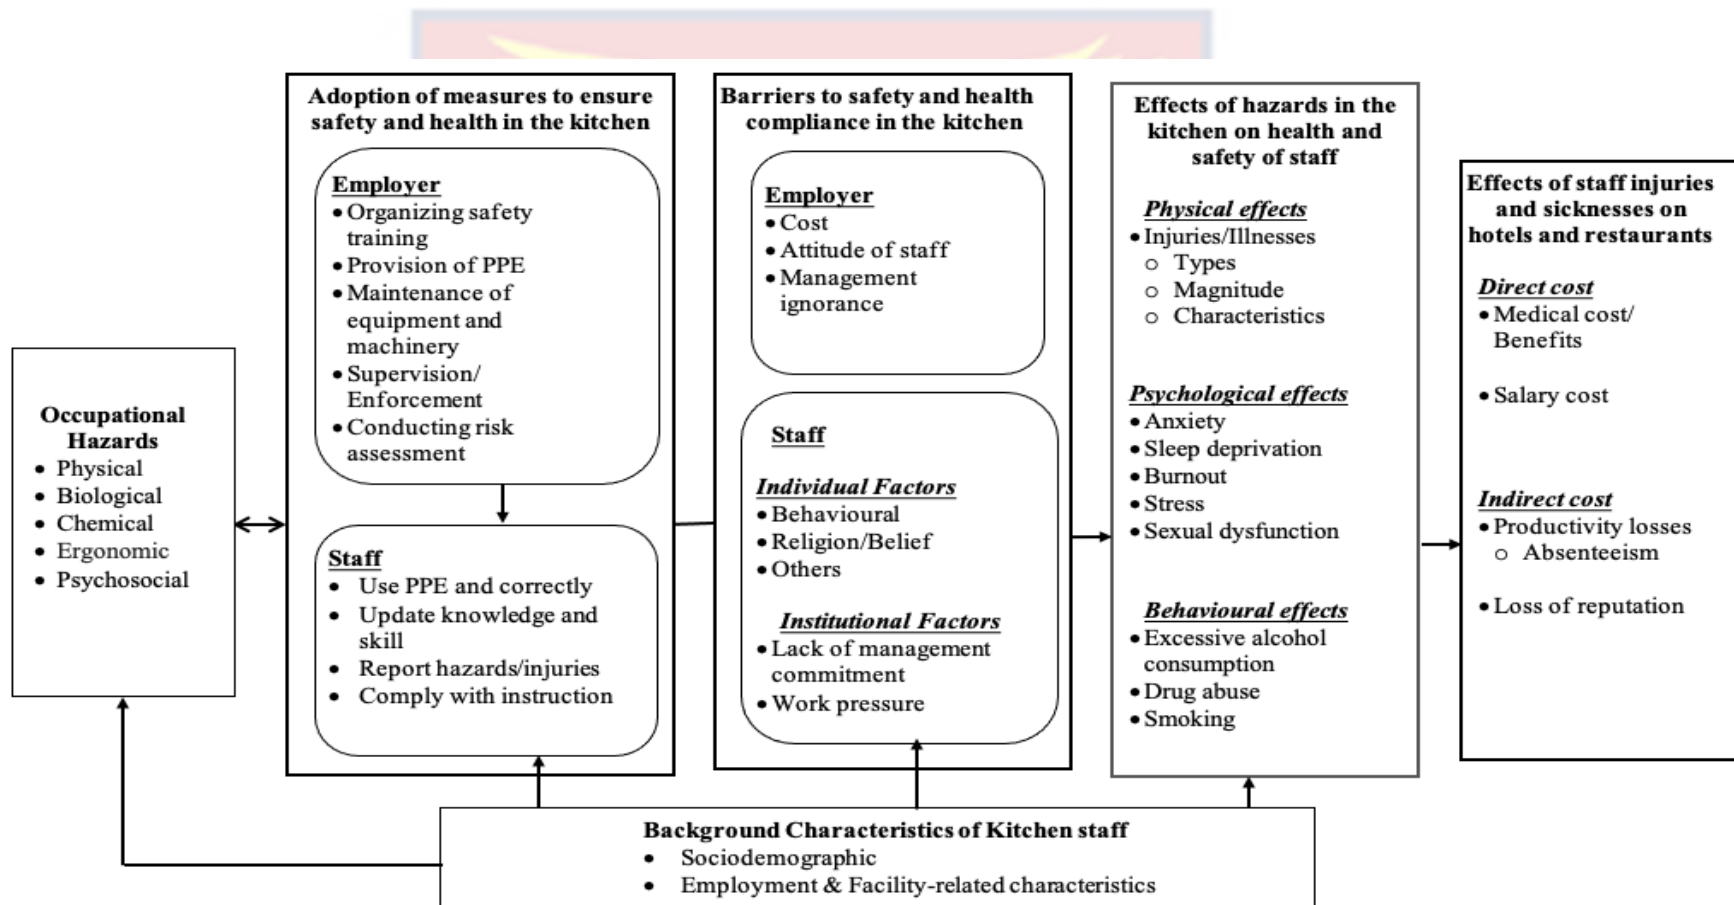 Adoption of measures to ensure
safety and health in the kitchen
Employer
• Organizing safety
training
• Provision of PPE
• Maintenance of
equipment and
machinery
• Supervision/
Enforcement
• Conducting risk
assessment
Staff
• Use PPE and correctly
• Update knowledge and
skill
• Report hazards/injuries
• Comply with instruction
Barriers to safety and health
compliance in the kitchen
Employer
• Cost
• Attitude of staff
• Management
ignorance
Staff
Individual Factors
• Behavioural
• Religion/Belief
• Others
Institutional Factors
• Lack of management
commitment
• Work pressure
Effects of hazards in the
kitchen on health and
safety of staff
Physical effects
• Injuries/Illnesses
o Types
o Magnitude
o Characteristics
Psychological effects
• Anxiety
• Sleep deprivation
• Burnout
• Stress
• Sexual dysfunction
Behavioural effects
• Excessive alcohol
consumption
• Drug abuse
• Smoking
Effects of staff injuries
and sicknesses on
hotels and restaurants
Direct cost
• Medical cost/
Benefits
• Salary cost
Indirect cost
• Productivity losses
o Absenteeism
• Loss of reputation
Occupational
Hazards
• Physical
• Biological
• Chemical
• Ergonomic
• Psychosocial
Background Characteristics of Kitchen staff
• Sociodemographic
• Employment & Facility-related characteristics